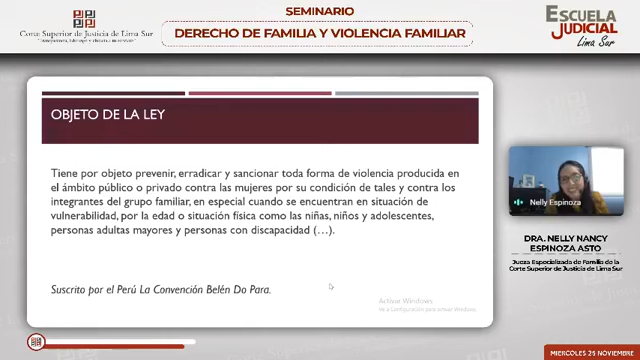 SEMINARIO
DERECHO DE FAMILIA Y VIOLENCIA FAMILIAR
Corte Superior de Justicia de Lima Sur
ESCUELA
JUDICIAL
Lima Sur
OBJETO DE LA LEY
Tiene por objeto prevenir, erradicar y sancionar toda forma de violencia producida en
el ámbito público o privado contra las mujeres por su condición de tales y contra los
integrantes del grupo familiar, en especial cuando se encuentran en situación de
vulnerabilidad, por la edad o situación física como las niñas, niños y adolescentes,
personas adultas mayores y personas con discapacidad (…).
Suscrito por el Perú La Convención Belén Do Para.
Activar Windows
Ve a Configuración para activar Windows.
Nelly Espinoza
DRA. NELLY NANCY
ESPINOZA ASTO
Jueza Especializada de Familia de la
Corte Superior de Justicia de Lima Sur
MIERCOLES 25 NOVIEMBRE